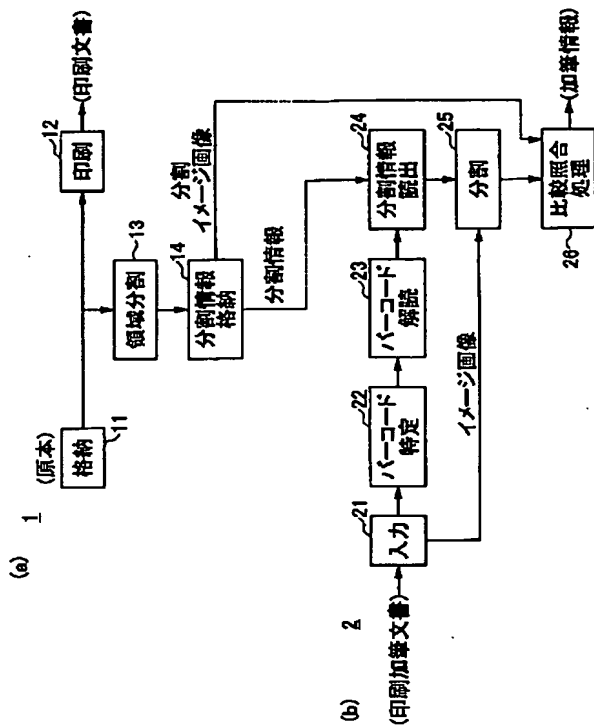 (a)
1
(原本)
格納
11
印刷
12
(印刷文書)
領域分割
13
分割情報
格納
14
分割
イメージ画像
分割情報
(b)
2
(印刷加筆文書)
入力
21
バーコード
特定
22
バーコード
解読
23
分割情報
読出
24
分割
25
イメージ画像
比較照合
処理
26
(加筆情報)